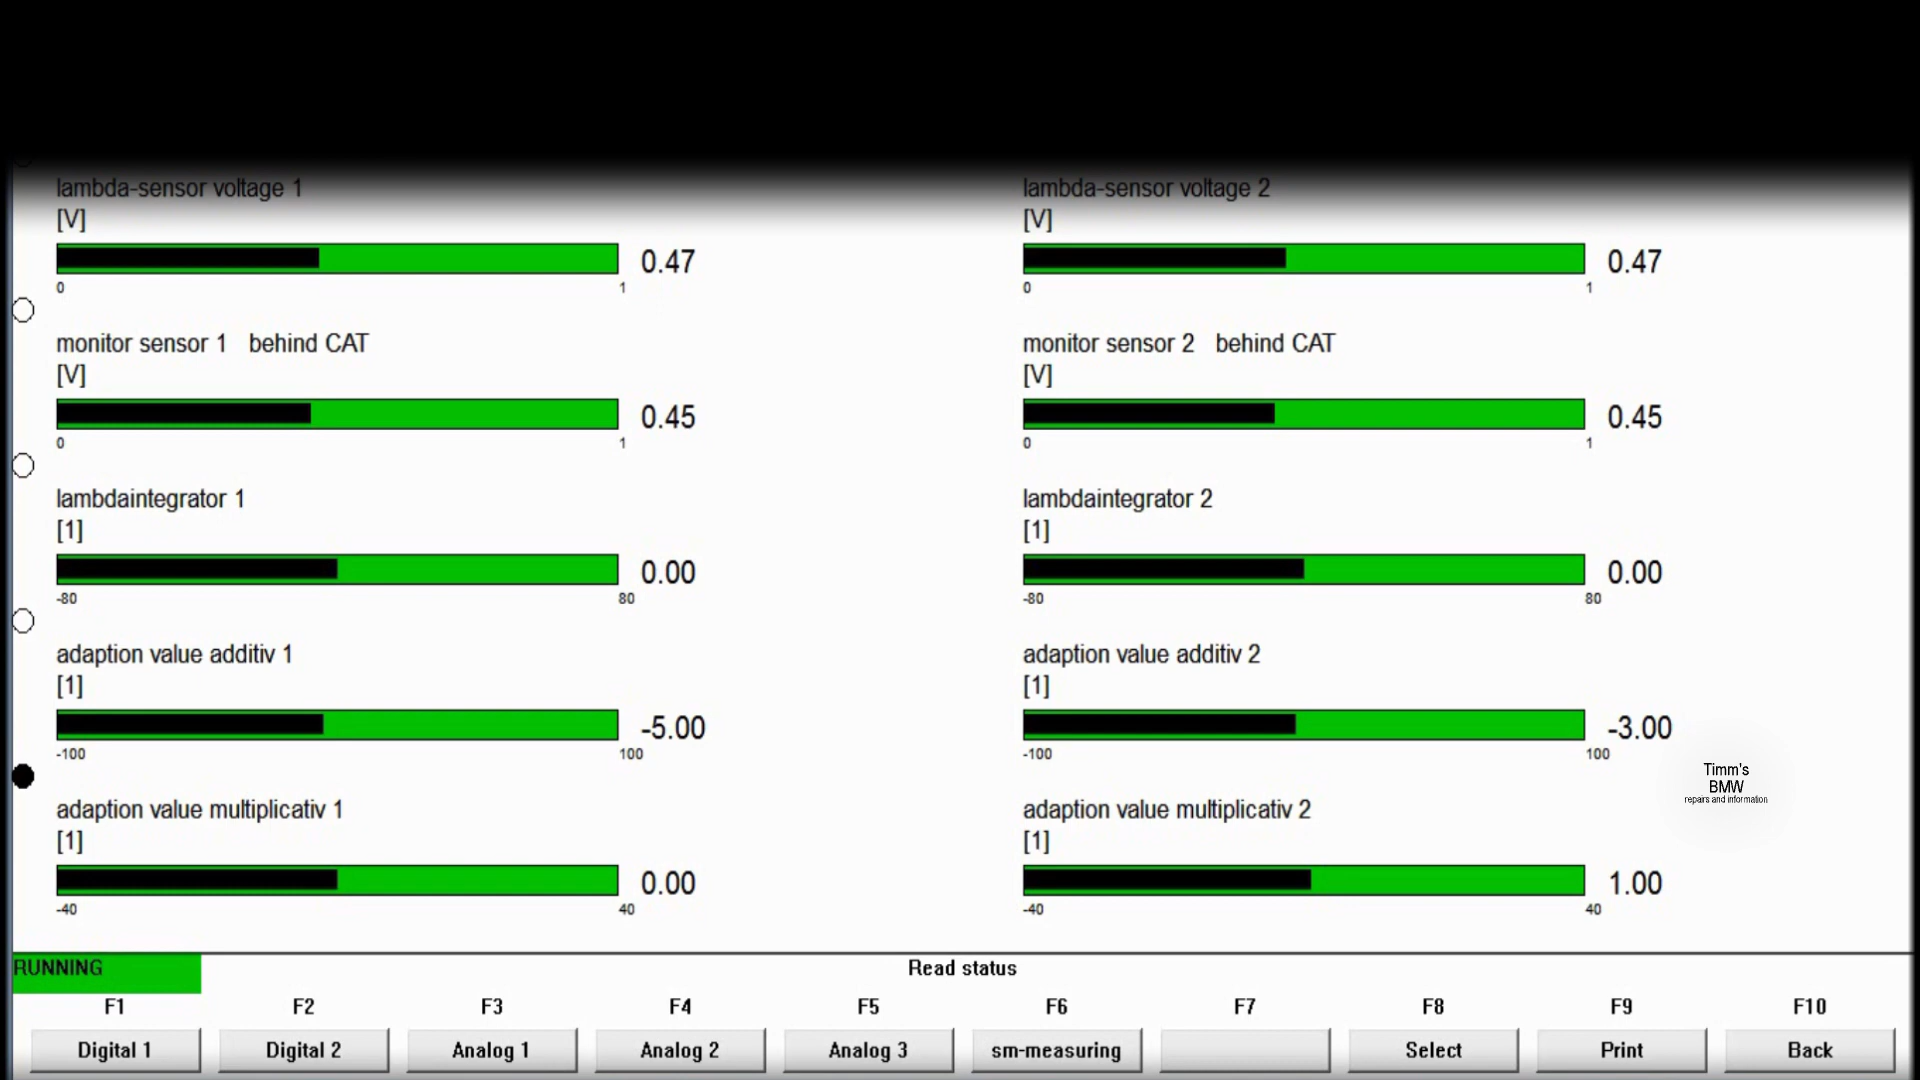 lambda-sensor voltage 1
[V]
0.47
0 1
monitor sensor 1 behind CAT
[V]
0.45
0 1
lambdaintegrator 1
[1]
0.00
-80 80
adaption value additiv 1
[1]
-5.00
-100 100
adaption value multiplicativ 1
[1]
0.00
-40 40
lambda-sensor voltage 2
[V]
0.47
0 1
monitor sensor 2 behind CAT
[V]
0.45
0 1
lambdaintegrator 2
[1]
0.00
-80 80
adaption value additiv 2
[1]
-3.00
-100 100
adaption value multiplicativ 2
[1]
1.00
-40 40
Timm's
BMW
repairs and information
RUNNING Read status
F1 F2 F3 F4 F5 F6 F7 F8 F9 F10
Digital 1 Digital 2 Analog 1 Analog 2 Analog 3 sm-measuring Select Print Back